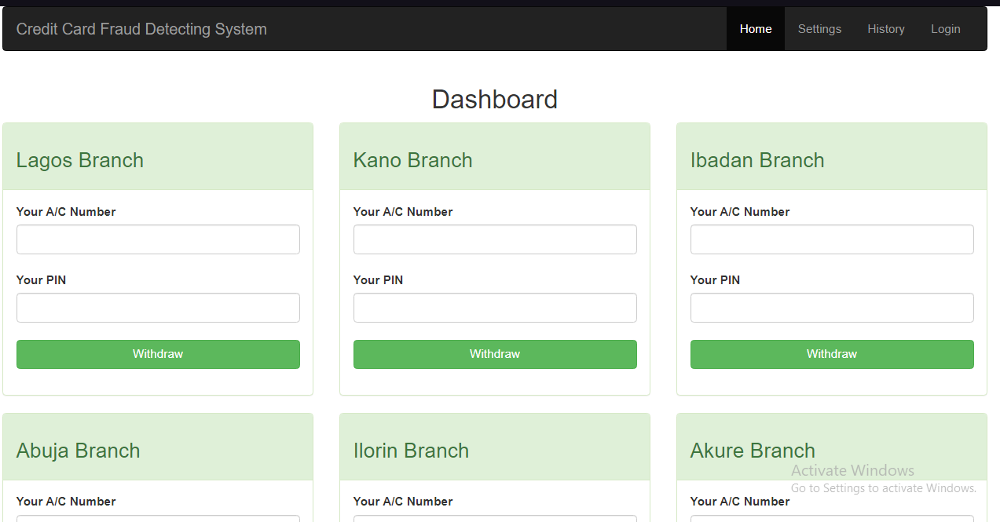 Credit Card Fraud Detecting System
Home Settings History Login
Dashboard
Lagos Branch
Your A/C Number
Your PIN
Withdraw
Kano Branch
Your A/C Number
Your PIN
Withdraw
Ibadan Branch
Your A/C Number
Your PIN
Withdraw
Abuja Branch
Your A/C Number
Ilorin Branch
Your A/C Number
Akure Branch
Your A/C Number
Activate Windows
Go to Settings to activate Windows.